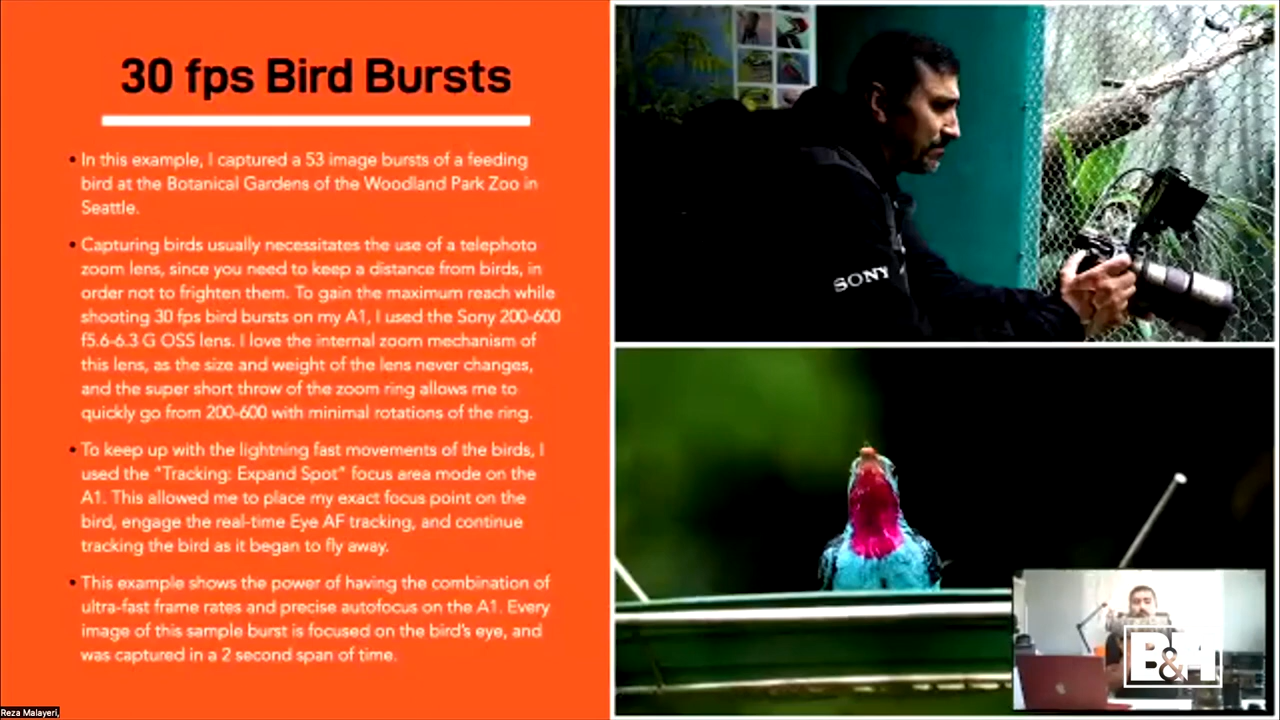 30 fps Bird Bursts
• In this example, I captured a 53 image bursts of a feeding
bird at the Botanical Gardens of the Woodland Park Zoo in
Seattle.
• Capturing birds usually necessitates the use of a telephoto
zoom lens, since you need to keep a distance from birds, in
order not to frighten them. To gain the maximum reach while
shooting 30 fps bird bursts on my A1, I used the Sony 200-600
f5.6-6.3 G OSS lens. I love the internal zoom mechanism of
this lens, as the size and weight of the lens never changes,
and the super short throw of the zoom ring allows me to
quickly go from 200-600 with minimal rotations of the ring.
• To keep up with the lightning fast movements of the birds, I
used the “Tracking: Expand Spot” focus area mode on the
A1. This allowed me to place my exact focus point on the
bird, engage the real-time Eye AF tracking, and continue
tracking the bird as it began to fly away.
• This example shows the power of having the combination of
ultra-fast frame rates and precise autofocus on the A1. Every
image of this sample burst is focused on the bird's eye, and
was captured in a 2 second span of time.
SONY
B&H
Reza Malayeri,